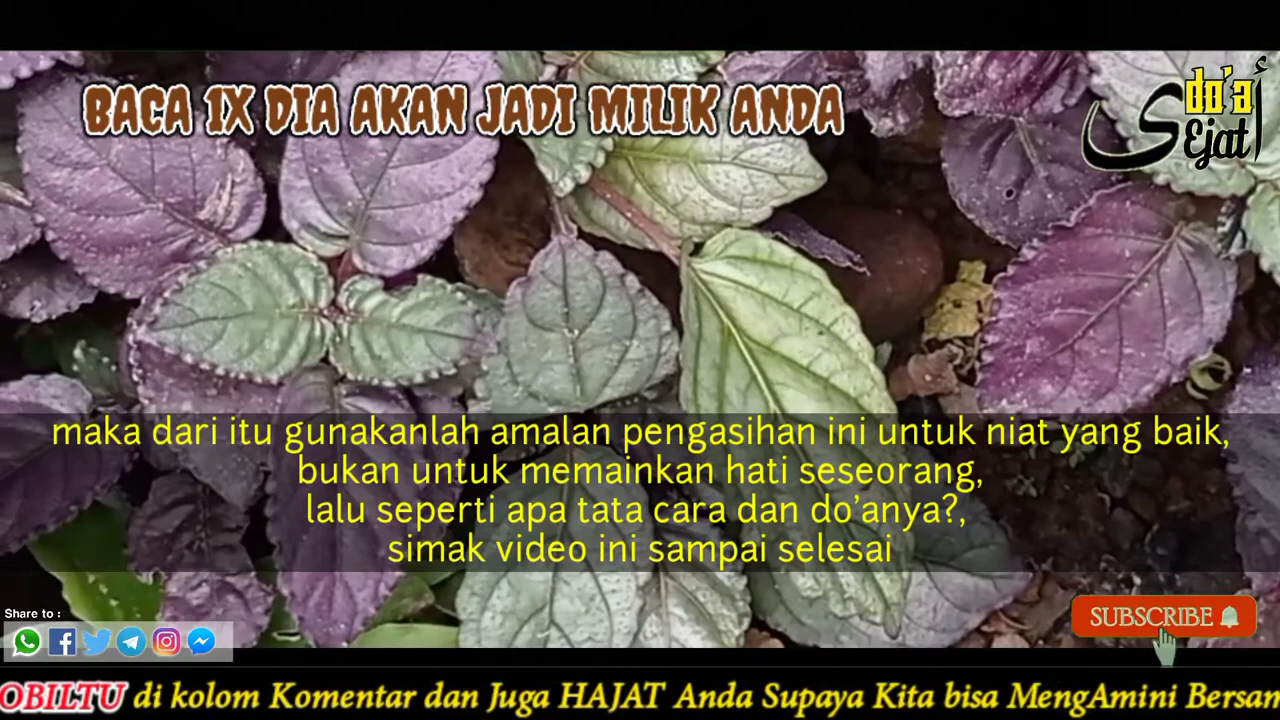 BACA 1X DIA AKAN JADI MILIK ANDA
do'a
Ejati
maka dari itu gunakanlah amalan pengasihan ini untuk niat yang baik,
bukan untuk memainkan hati seseorang,
lalu seperti apa tata cara dan do'anya?,
simak video ini sampai selesai
Share to :
SUBSCRIBE
OBILTU di kolom Komentar dan Juga HAJAT Anda Supaya Kita bisa MengAmini Bersam